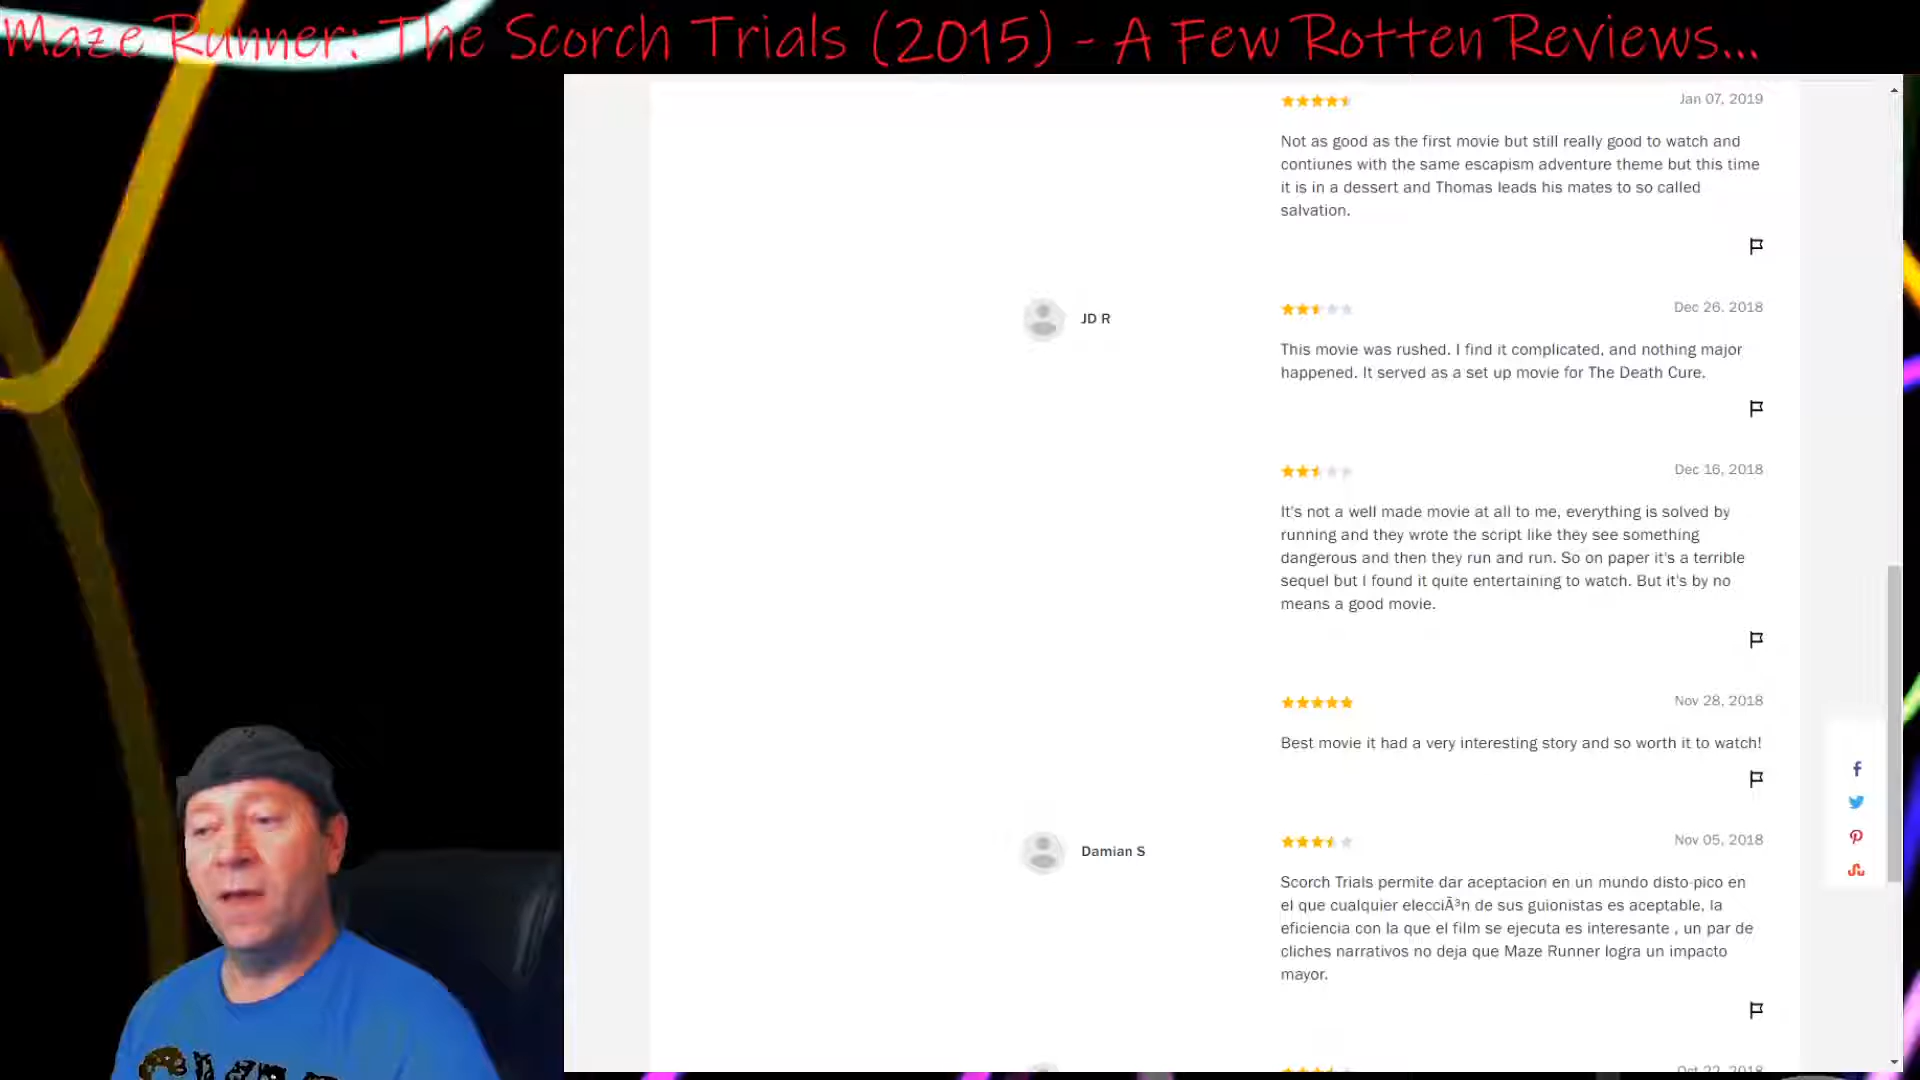 Maze Runner: The Scorch Trials (2015) - A Few Rotten Reviews...
Jan 07, 2019
Not as good as the first movie but still really good to watch and
contiunes with the same escapism adventure theme but this time
it is in a dessert and Thomas leads his mates to so called
salvation.
JD R
Dec 26, 2018
This movie was rushed. I find it complicated, and nothing major
happened. It served as a set up movie for The Death Cure.
Dec 16, 2018
It's not a well made movie at all to me, everything is solved by
running and they wrote the script like they see something
dangerous and then they run and run. So on paper it's a terrible
sequel but I found it quite entertaining to watch. But it's by no
means a good movie.
Nov 28, 2018
Best movie it had a very interesting story and so worth it to watch!
Damian S
Nov 05, 2018
Scorch Trials permite dar aceptacion en un mundo disto-pico en
el que cualquier elecciÃ³n de sus guionistas es aceptable, la
eficiencia con la que el film se ejecuta es interesante , un par de
cliches narrativos no deja que Maze Runner logra un impacto
mayor.
Oct 22, 2018